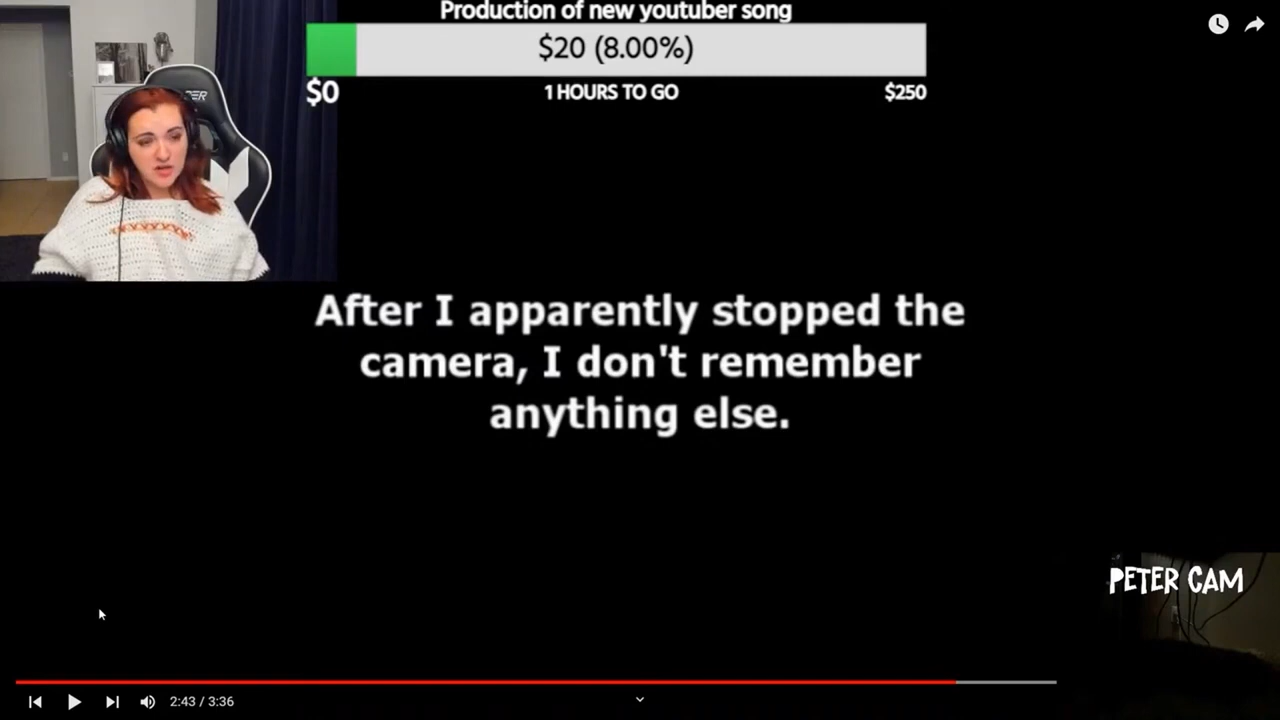 Production of new youtuber song
$20 (8.00%)
$0
1 HOURS TO GO
$250
After I apparently stopped the
camera, I don't remember
anything else.
PETER CAM
2:43 / 3:36